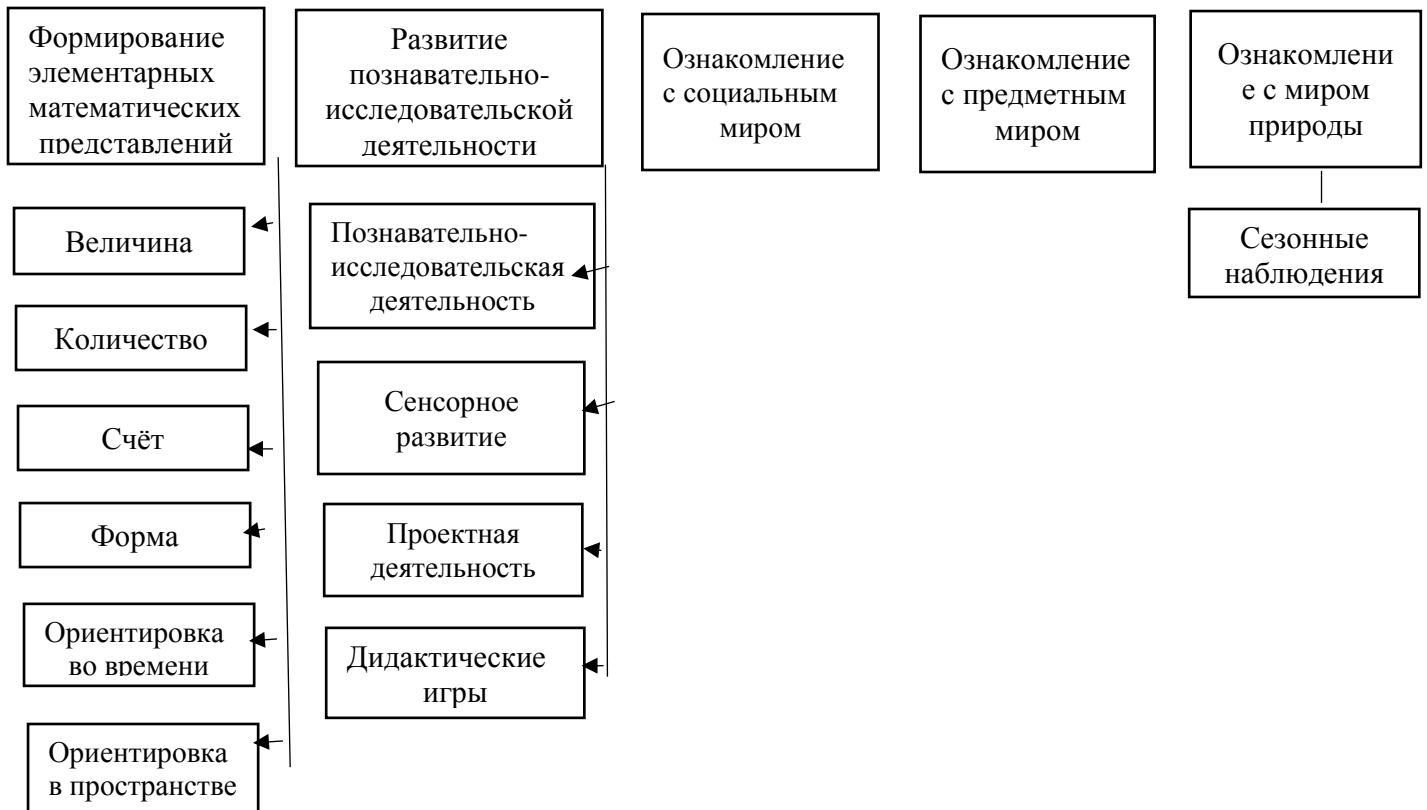 Формирование
элементарных
математических
представлений
Развитие
познавательно-
исследовательской
деятельности
Ознакомление
с социальным
миром
Ознакомление
с предметным
миром
Ознакомлени
е с миром
природы
Величина
Количество
Счёт
Форма
Ориентировка
во времени
Ориентировка
в пространстве
Познавательно-
исследовательская
деятельность
Сенсорное
развитие
Проектная
деятельность
Дидактические
игры
Сезонные
наблюдения